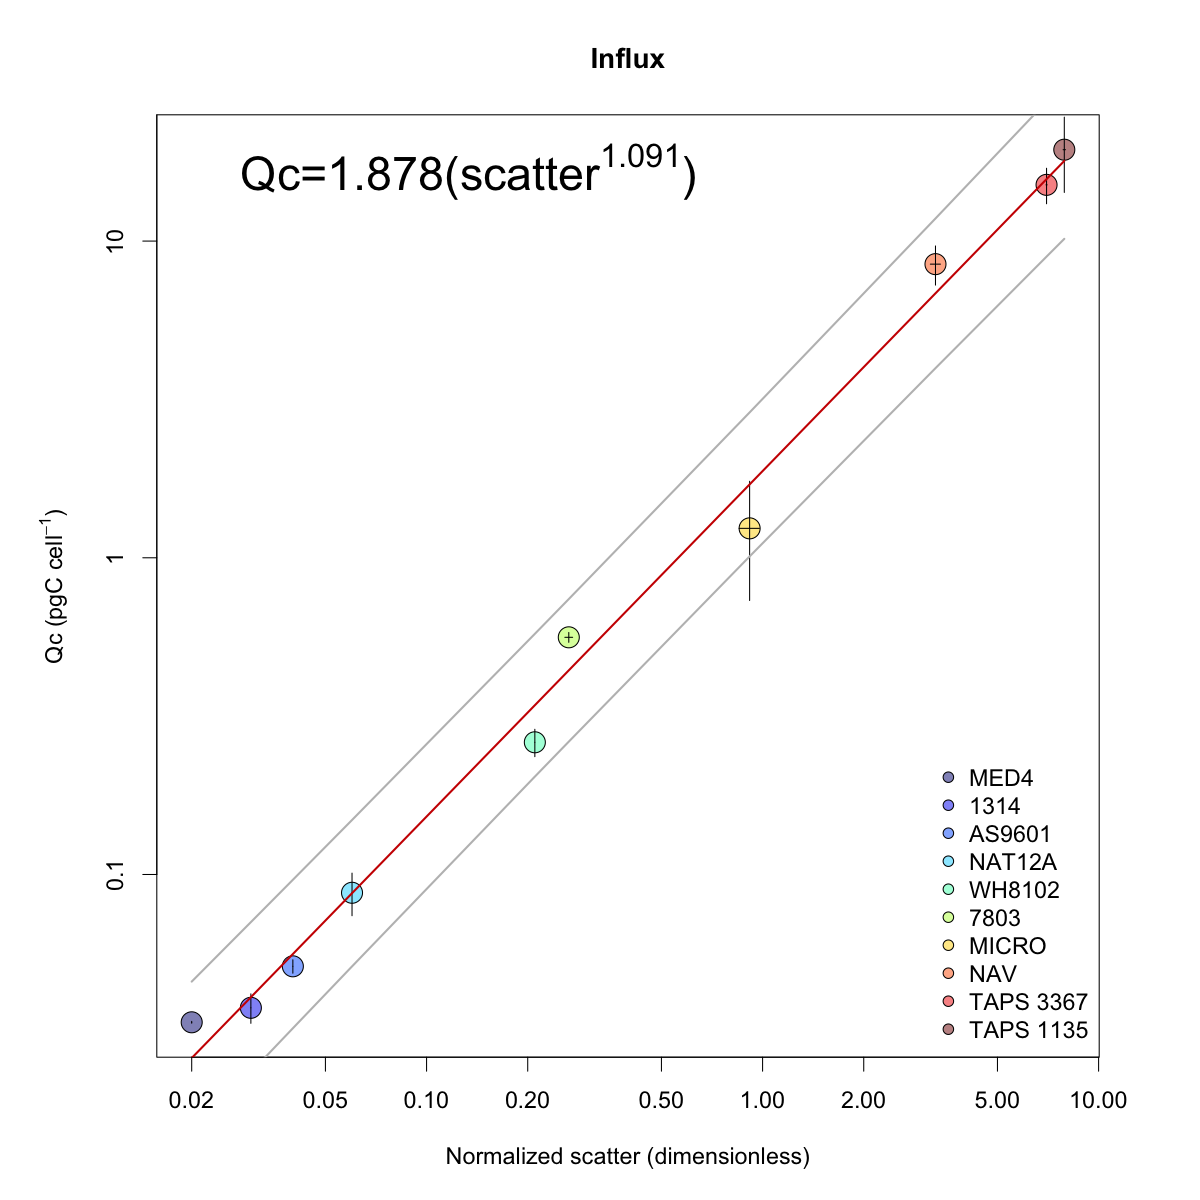 Influx
Qc=1.878(scatter^1.091)
10
1
0.1
Qc (pgC cell^−1)
MED4
1314
AS9601
NAT12A
WH8102
7803
MICRO
NAV
TAPS 3367
TAPS 1135
0.02 0.05 0.10 0.20 0.50 1.00 2.00 5.00 10.00
Normalized scatter (dimensionless)